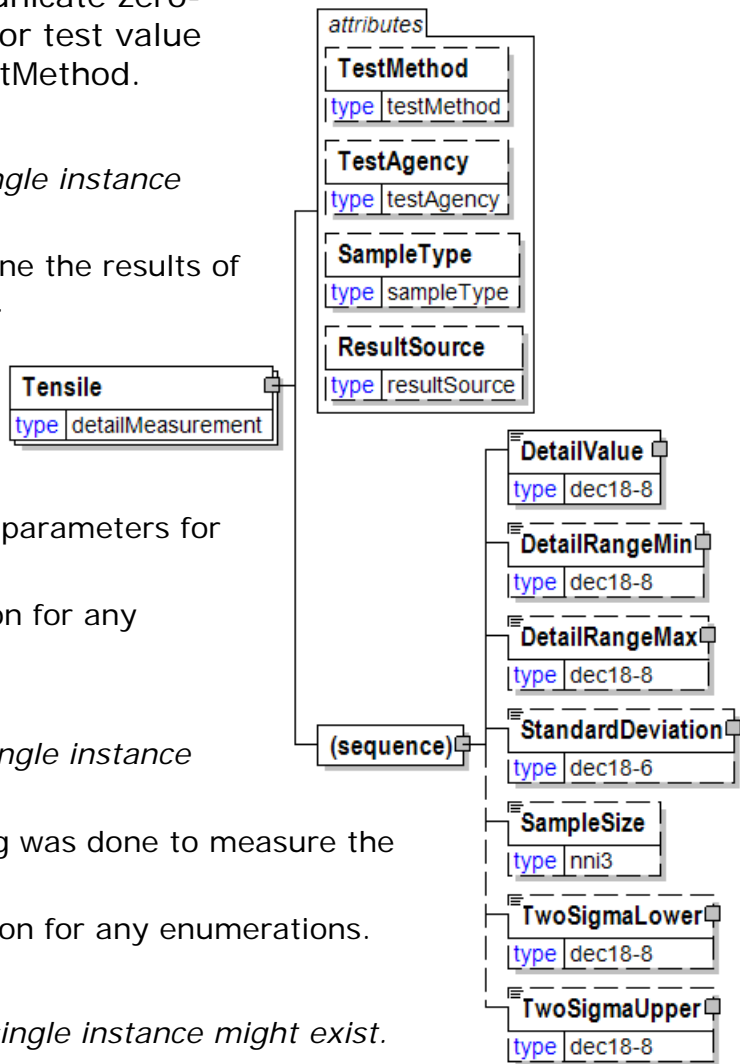 unicate zero-
or test value
tMethod.
ngle instance
ne the results of
.
parameters for
on for any
ngle instance
g was done to measure the
on for any enumerations.
single instance might exist.
Tensile
type detailMeasurement
attributes
TestMethod
type testMethod
TestAgency
type testAgency
SampleType
type sampleType
ResultSource
type resultSource
(sequence)
DetailValue
type dec18-8
DetailRangeMin
type dec18-8
DetailRangeMax
type dec18-8
StandardDeviation
type dec18-6
SampleSize
type nni3
TwoSigmaLower
type dec18-8
TwoSigmaUpper
type dec18-8